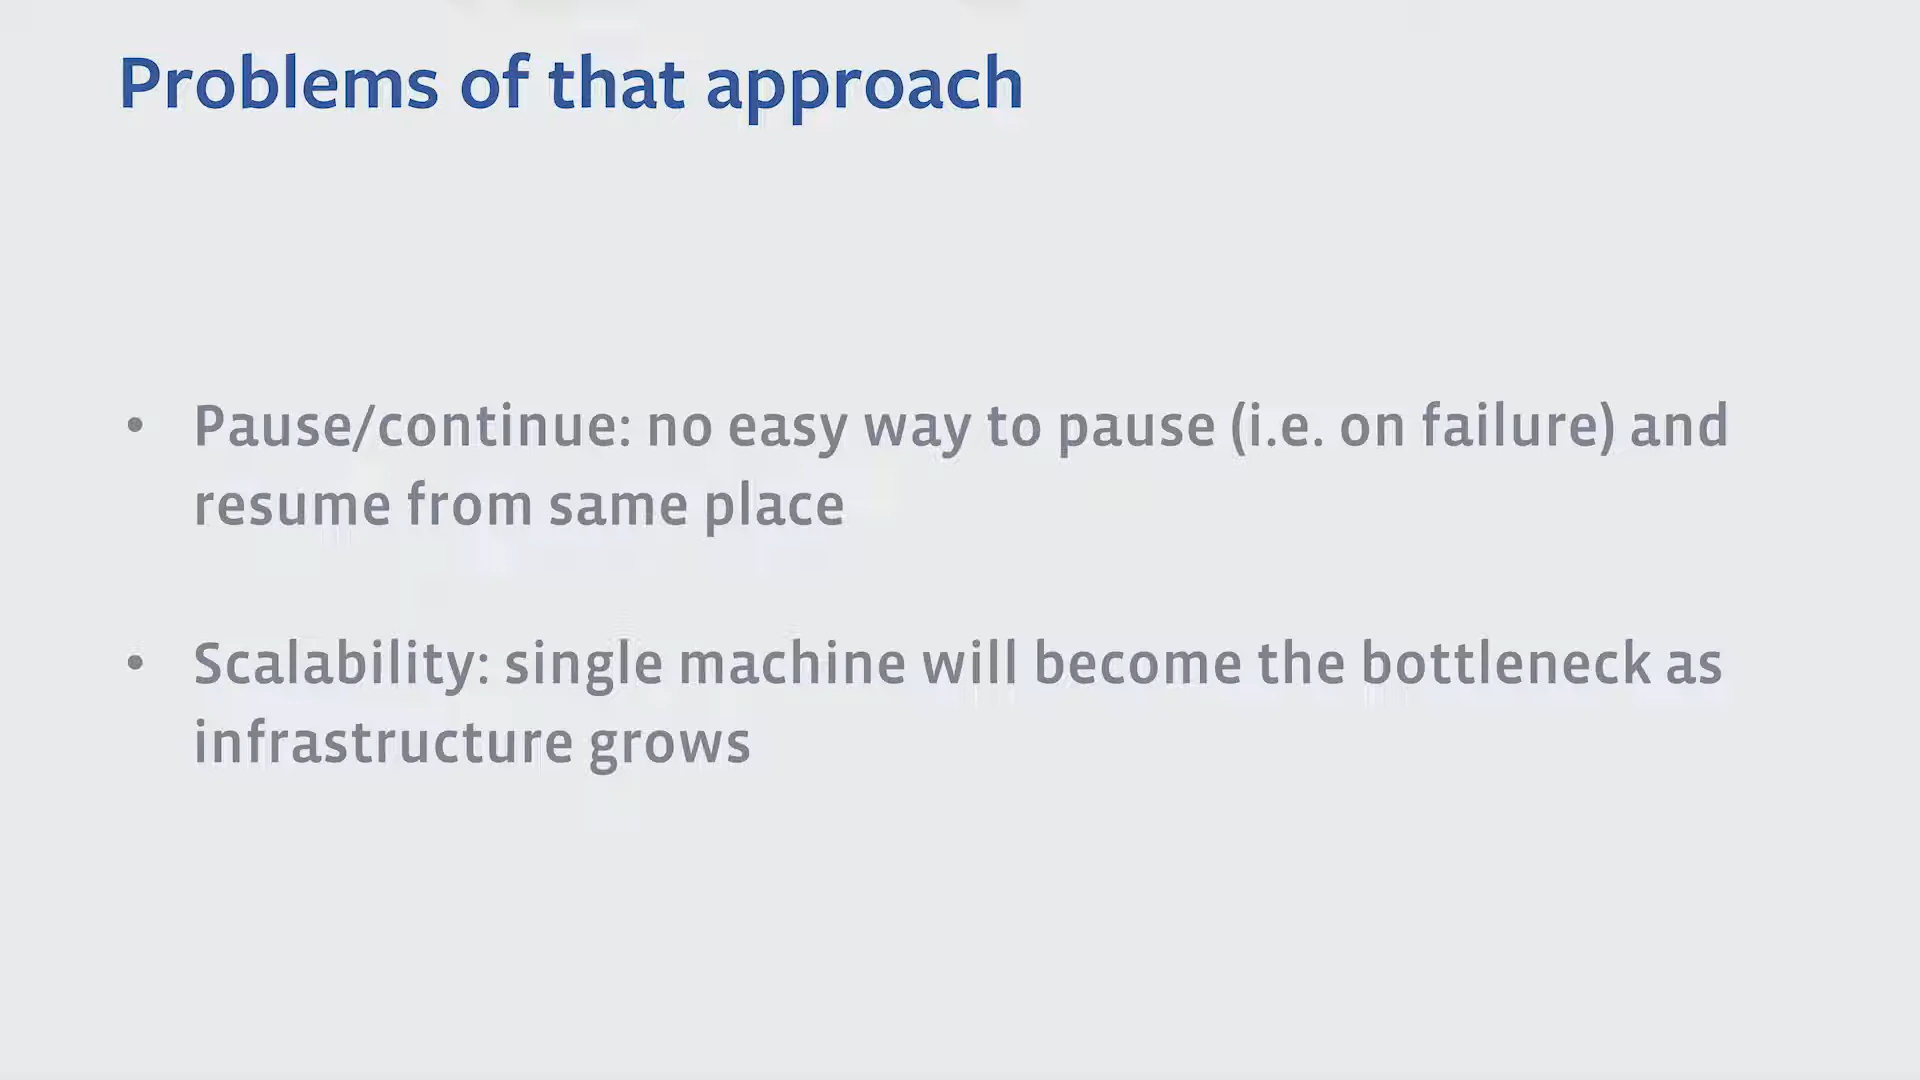 Problems of that approach
• Pause/continue: no easy way to pause (i.e. on failure) and
resume from same place
• Scalability: single machine will become the bottleneck as
infrastructure grows